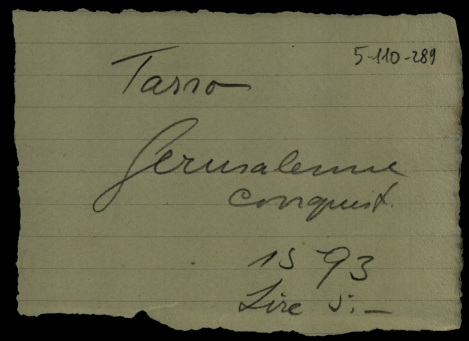 5-110-289
Tasso
Gerusalemme
conquist.
1593
Lire 5:—